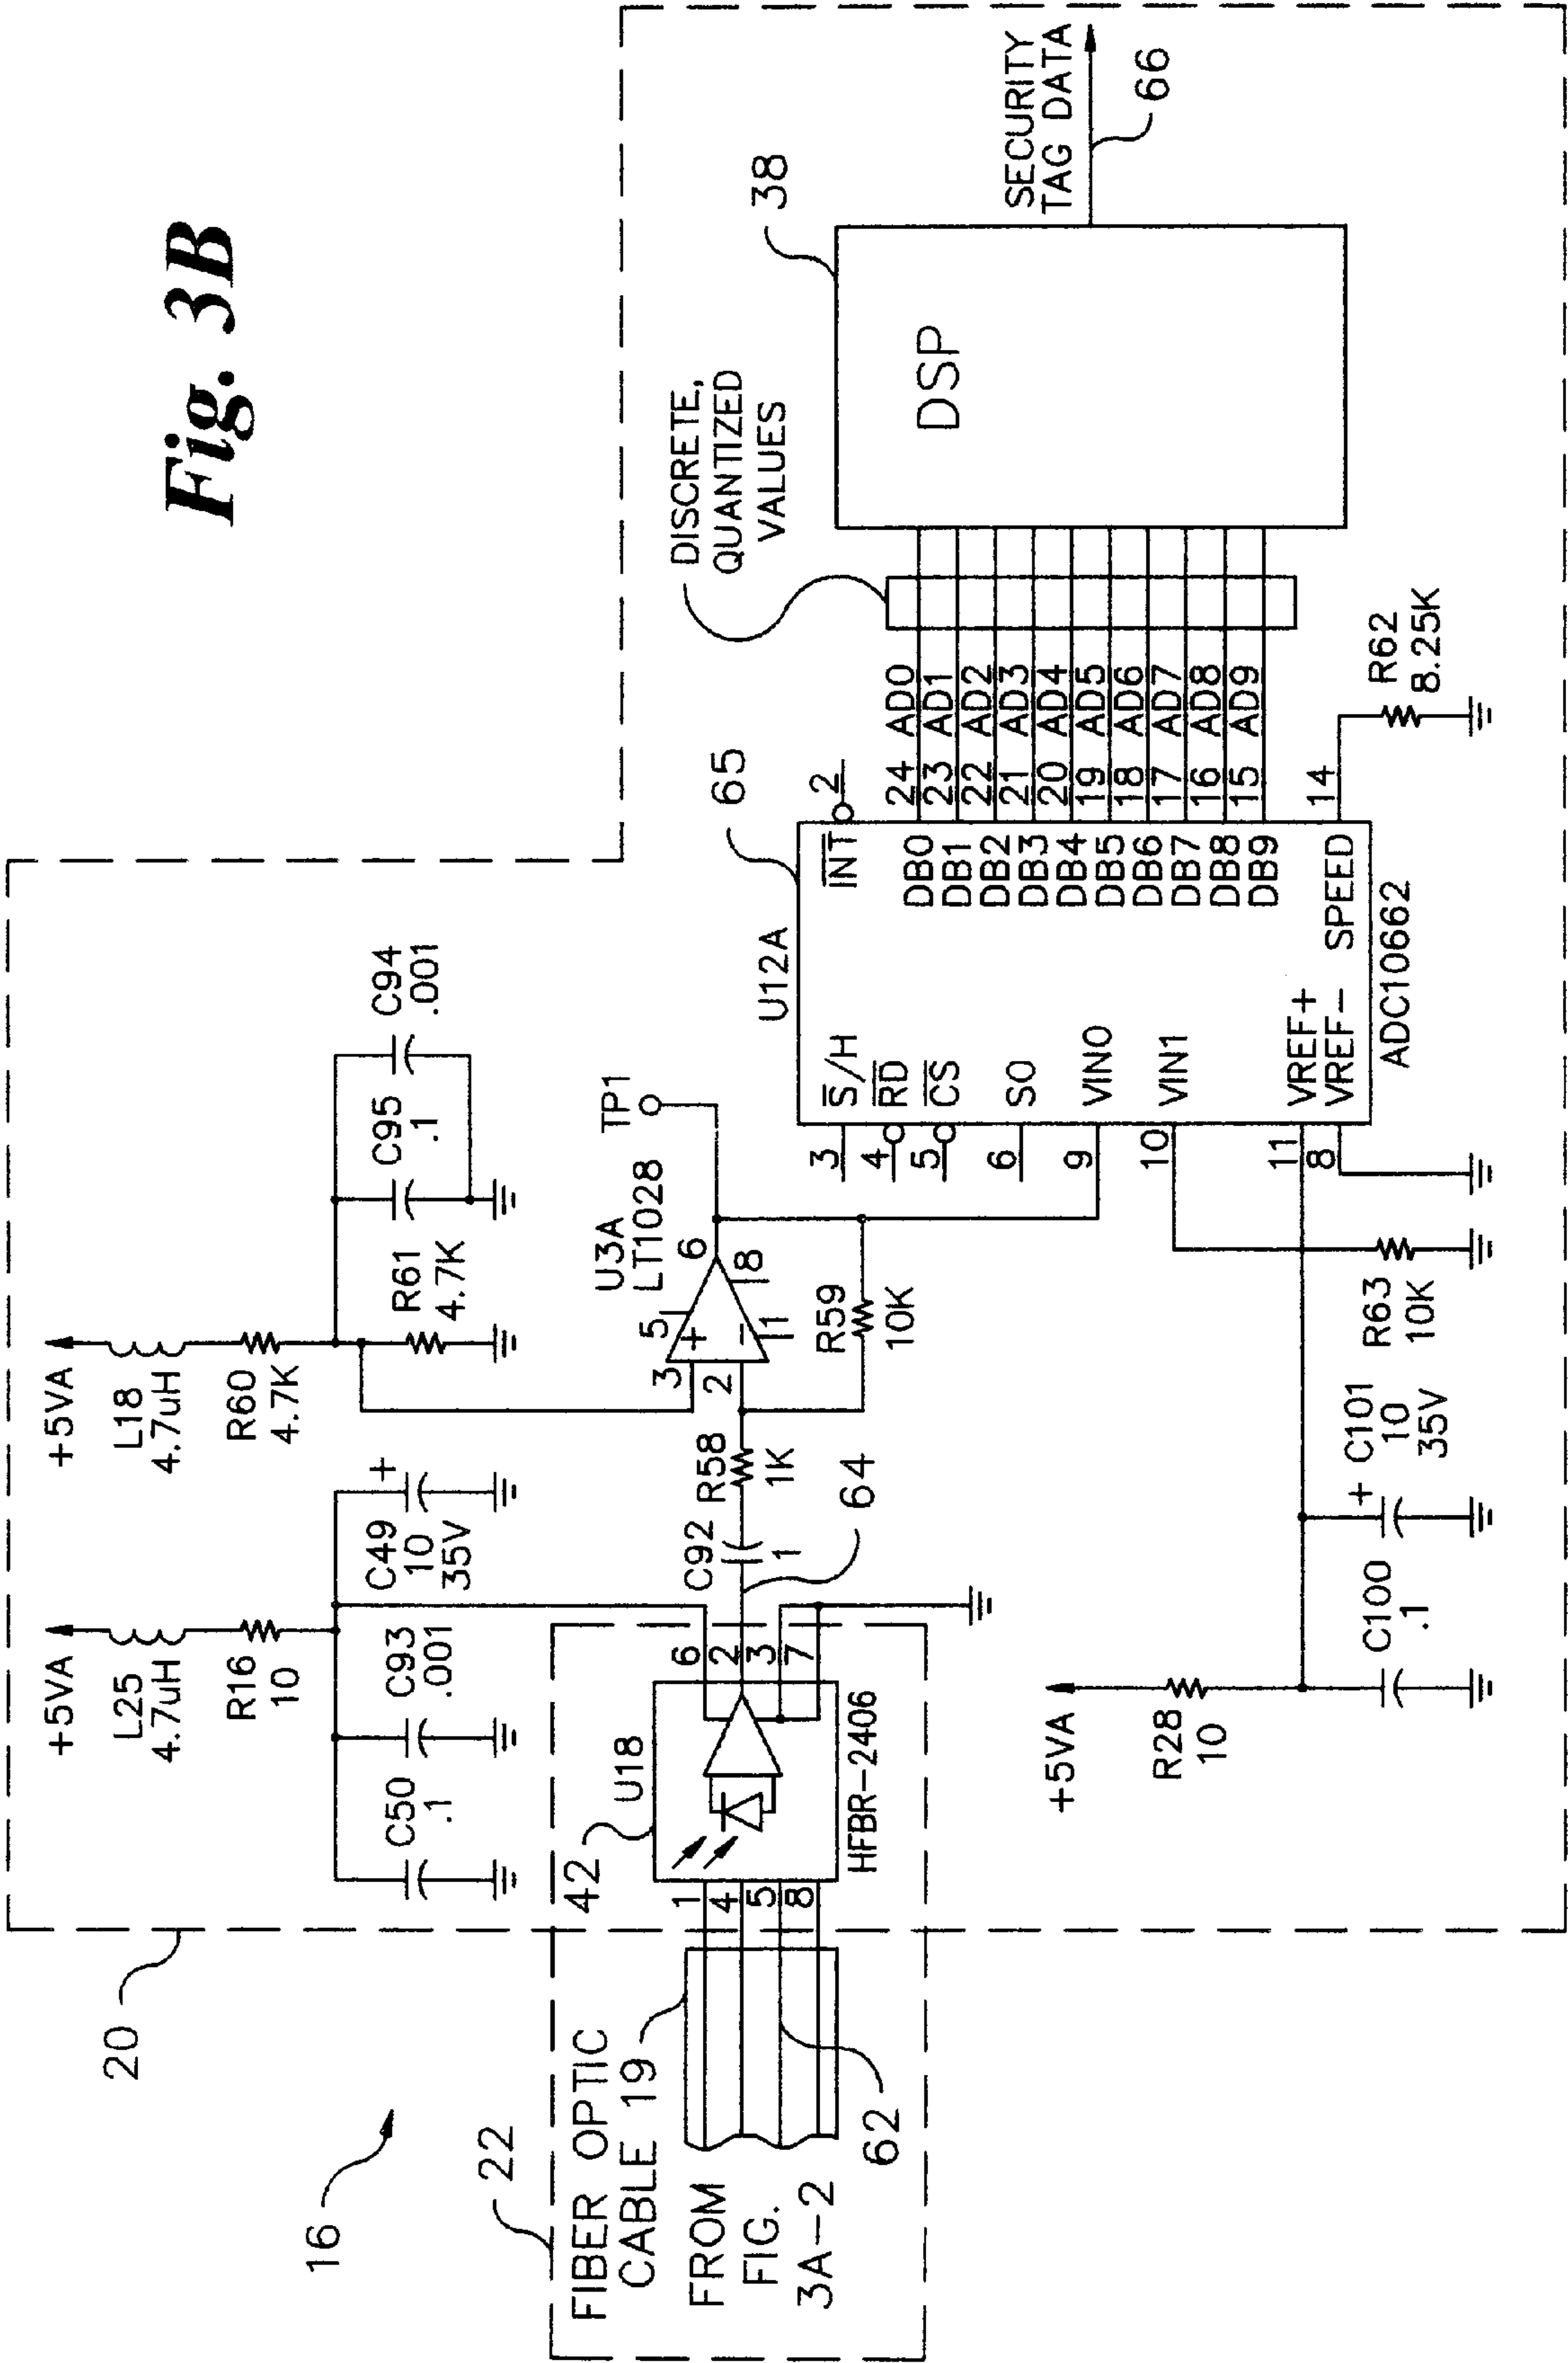 Fig. 3B
20
16
22
+5VA
L25
4.7uH
R16
10
C50
.1
C93
.001
C49
10
35V
+
+5VA
L18
4.7uH
R60
4.7K
R61
4.7K
C95
.1
C94
.001
FIBER OPTIC
CABLE 19
FROM
FIG.
3A-2
62
42
U18
1
4
5
8
6
2
3
7
HFBR-2406
C92
1
64
R58
1K
U3A
LT1028
3
2
5
+
-
1
6
8
TP1
R59
10K
65
U12A
3
S/H
4
RD
5
CS
6
SO
9
VIN0
10
VIN1
11
VREF+
8
VREF-
INT
2
DB0 24 AD0
DB1 23 AD1
DB2 22 AD2
DB3 21 AD3
DB4 20 AD4
DB5 19 AD5
DB6 18 AD6
DB7 17 AD7
DB8 16 AD8
DB9 15 AD9
SPEED 14
ADC10662
R62
8.25K
DISCRETE,
QUANTIZED
VALUES
DSP
38
SECURITY
TAG DATA
66
+5VA
R28
10
C100
.1
+
C101
10
35V
R63
10K